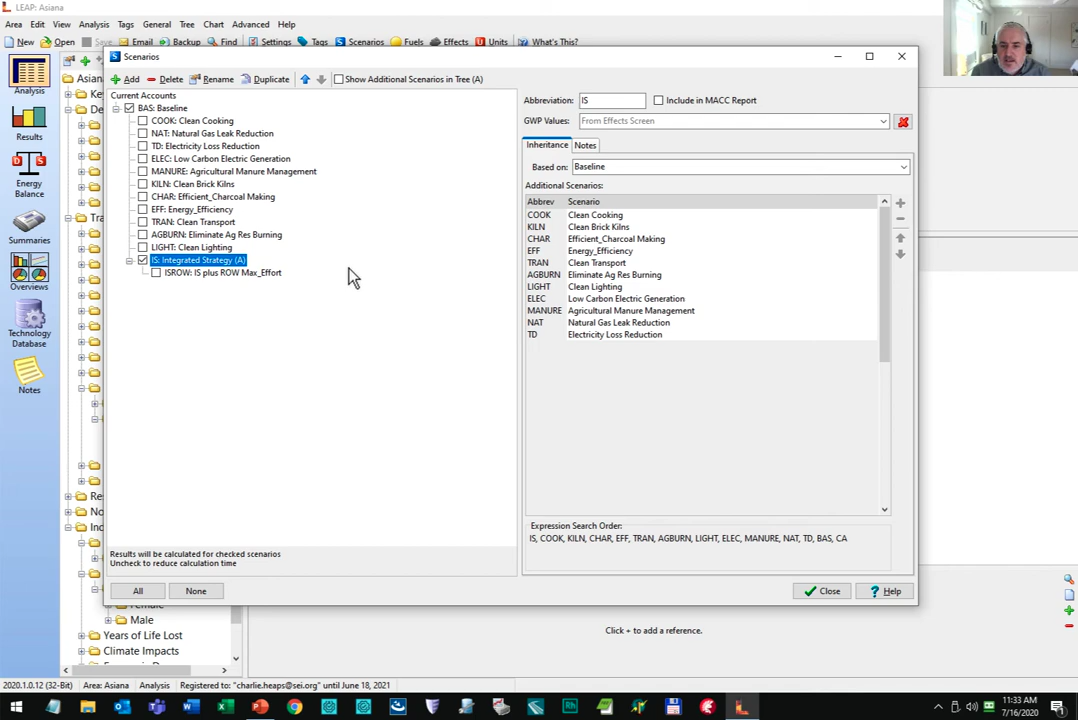 LEAP: Asiana
Area Edit View Analysis Tags General Tree Chart Advanced Help
New Open Save Email Backup Find Settings Tags Scenarios Fuels Effects Units What's This?
Analysis
Results
Energy Balance
Summaries
Overviews
Technology Database
Notes
Scenarios
Add Delete Rename Duplicate Show Additional Scenarios in Tree (A)
Current Accounts
BAS: Baseline
COOK: Clean Cooking
NAT: Natural Gas Leak Reduction
TD: Electricity Loss Reduction
ELEC: Low Carbon Electric Generation
MANURE: Agricultural Manure Management
KILN: Clean Brick Kilns
CHAR: Efficient_Charcoal Making
EFF: Energy_Efficiency
TRAN: Clean Transport
AGBURN: Eliminate Ag Res Burning
LIGHT: Clean Lighting
IS: Integrated Strategy (A)
ISROW: IS plus ROW Max_Effort
Results will be calculated for checked scenarios
Uncheck to reduce calculation time
All None
Abbreviation: IS Include in MACC Report
GWP Values: From Effects Screen
Inheritance Notes
Based on: Baseline
Additional Scenarios:
Abbrev Scenario
COOK Clean Cooking
KILN Clean Brick Kilns
CHAR Efficient_Charcoal Making
EFF Energy_Efficiency
TRAN Clean Transport
AGBURN Eliminate Ag Res Burning
LIGHT Clean Lighting
ELEC Low Carbon Electric Generation
MANURE Agricultural Manure Management
NAT Natural Gas Leak Reduction
TD Electricity Loss Reduction
Expression Search Order:
IS, COOK, KILN, CHAR, EFF, TRAN, AGBURN, LIGHT, ELEC, MANURE, NAT, TD, BAS, CA
Close Help
Male
Years of Life Lost
Climate Impacts
Click + to add a reference.
2020.1.0.12 (32-Bit) Area: Asiana Analysis Registered to: "charlie.heaps@sei.org" until June 18, 2021
11:33 AM
7/16/2020